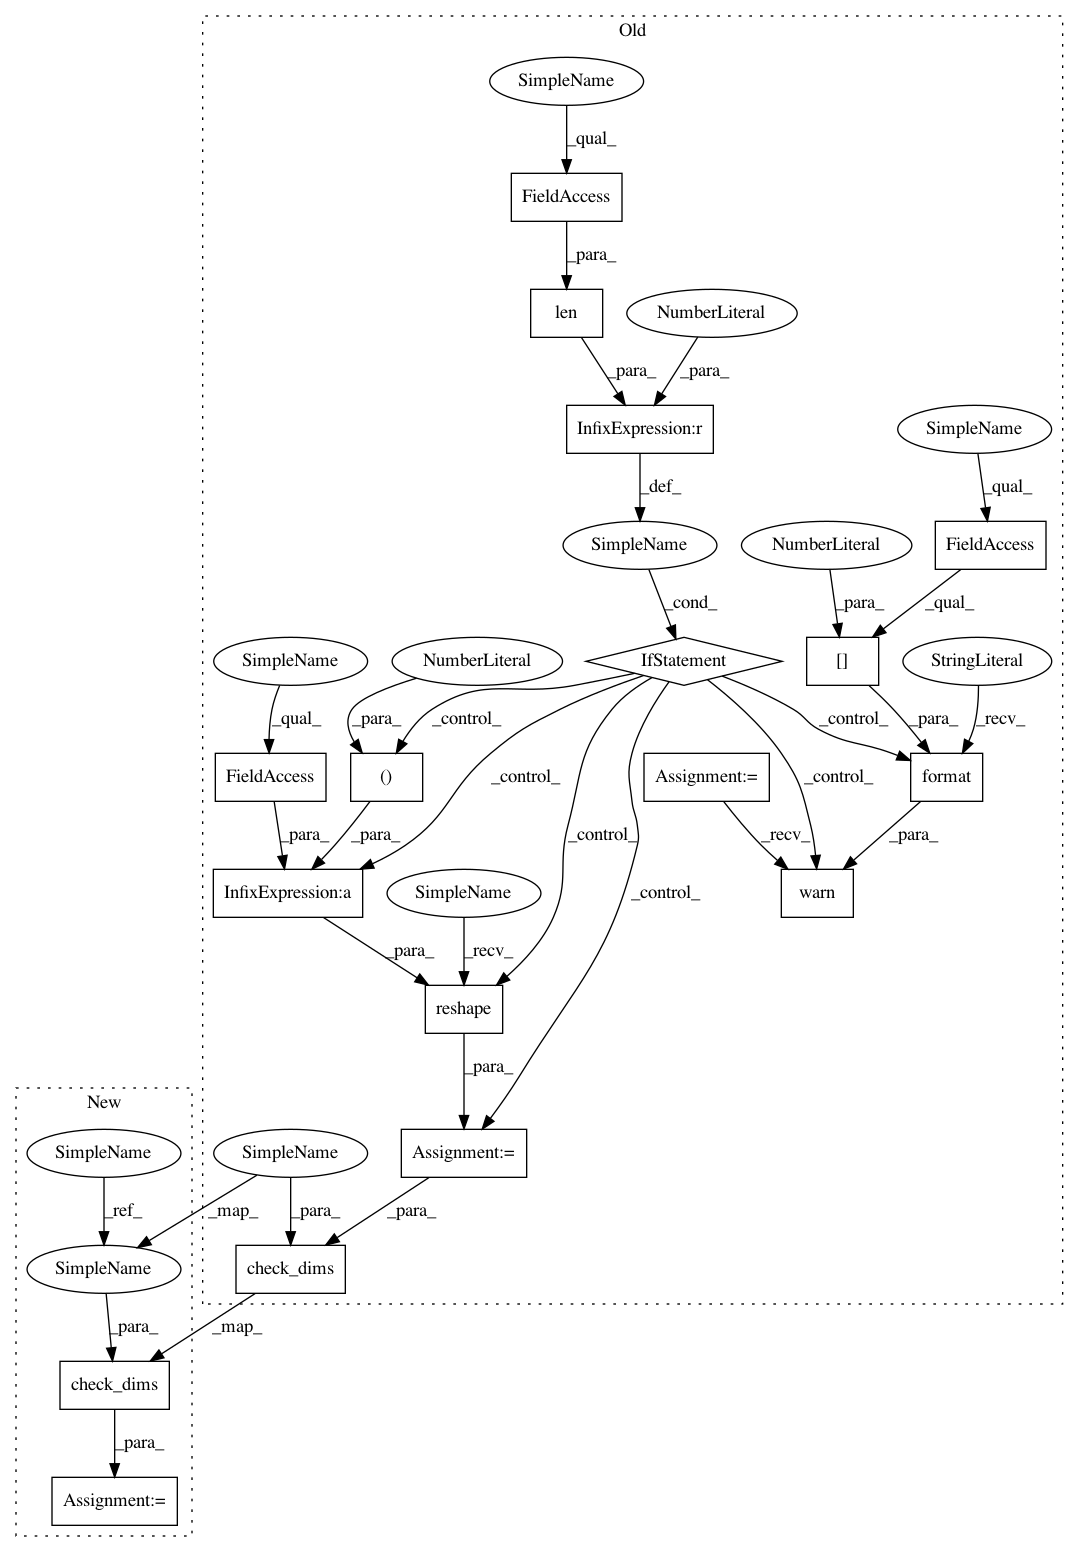 Old
SimpleName
_qual_
FieldAccess
_para_
len
NumberLiteral
_para_
_para_
InfixExpression:r
SimpleName
_def_
_qual_
SimpleName
NumberLiteral
FieldAccess
_cond_
_para_
_qual_
SimpleName
NumberLiteral
IfStatement
[]
StringLiteral
_qual_
_para_
_control_
_control_
_para_
_recv_
FieldAccess
()
_control_
Assignment:=
_control_
format
_para_
_para_
_control_
_recv_
_para_
InfixExpression:a
SimpleName
_control_
warn
_para_
_recv_
reshape
_para_
New
SimpleName
SimpleName
Assignment:=
_ref_
_map_
_para_
_para_
SimpleName
check_dims
_para_
_map_
check_dims
_para_
Assignment:=